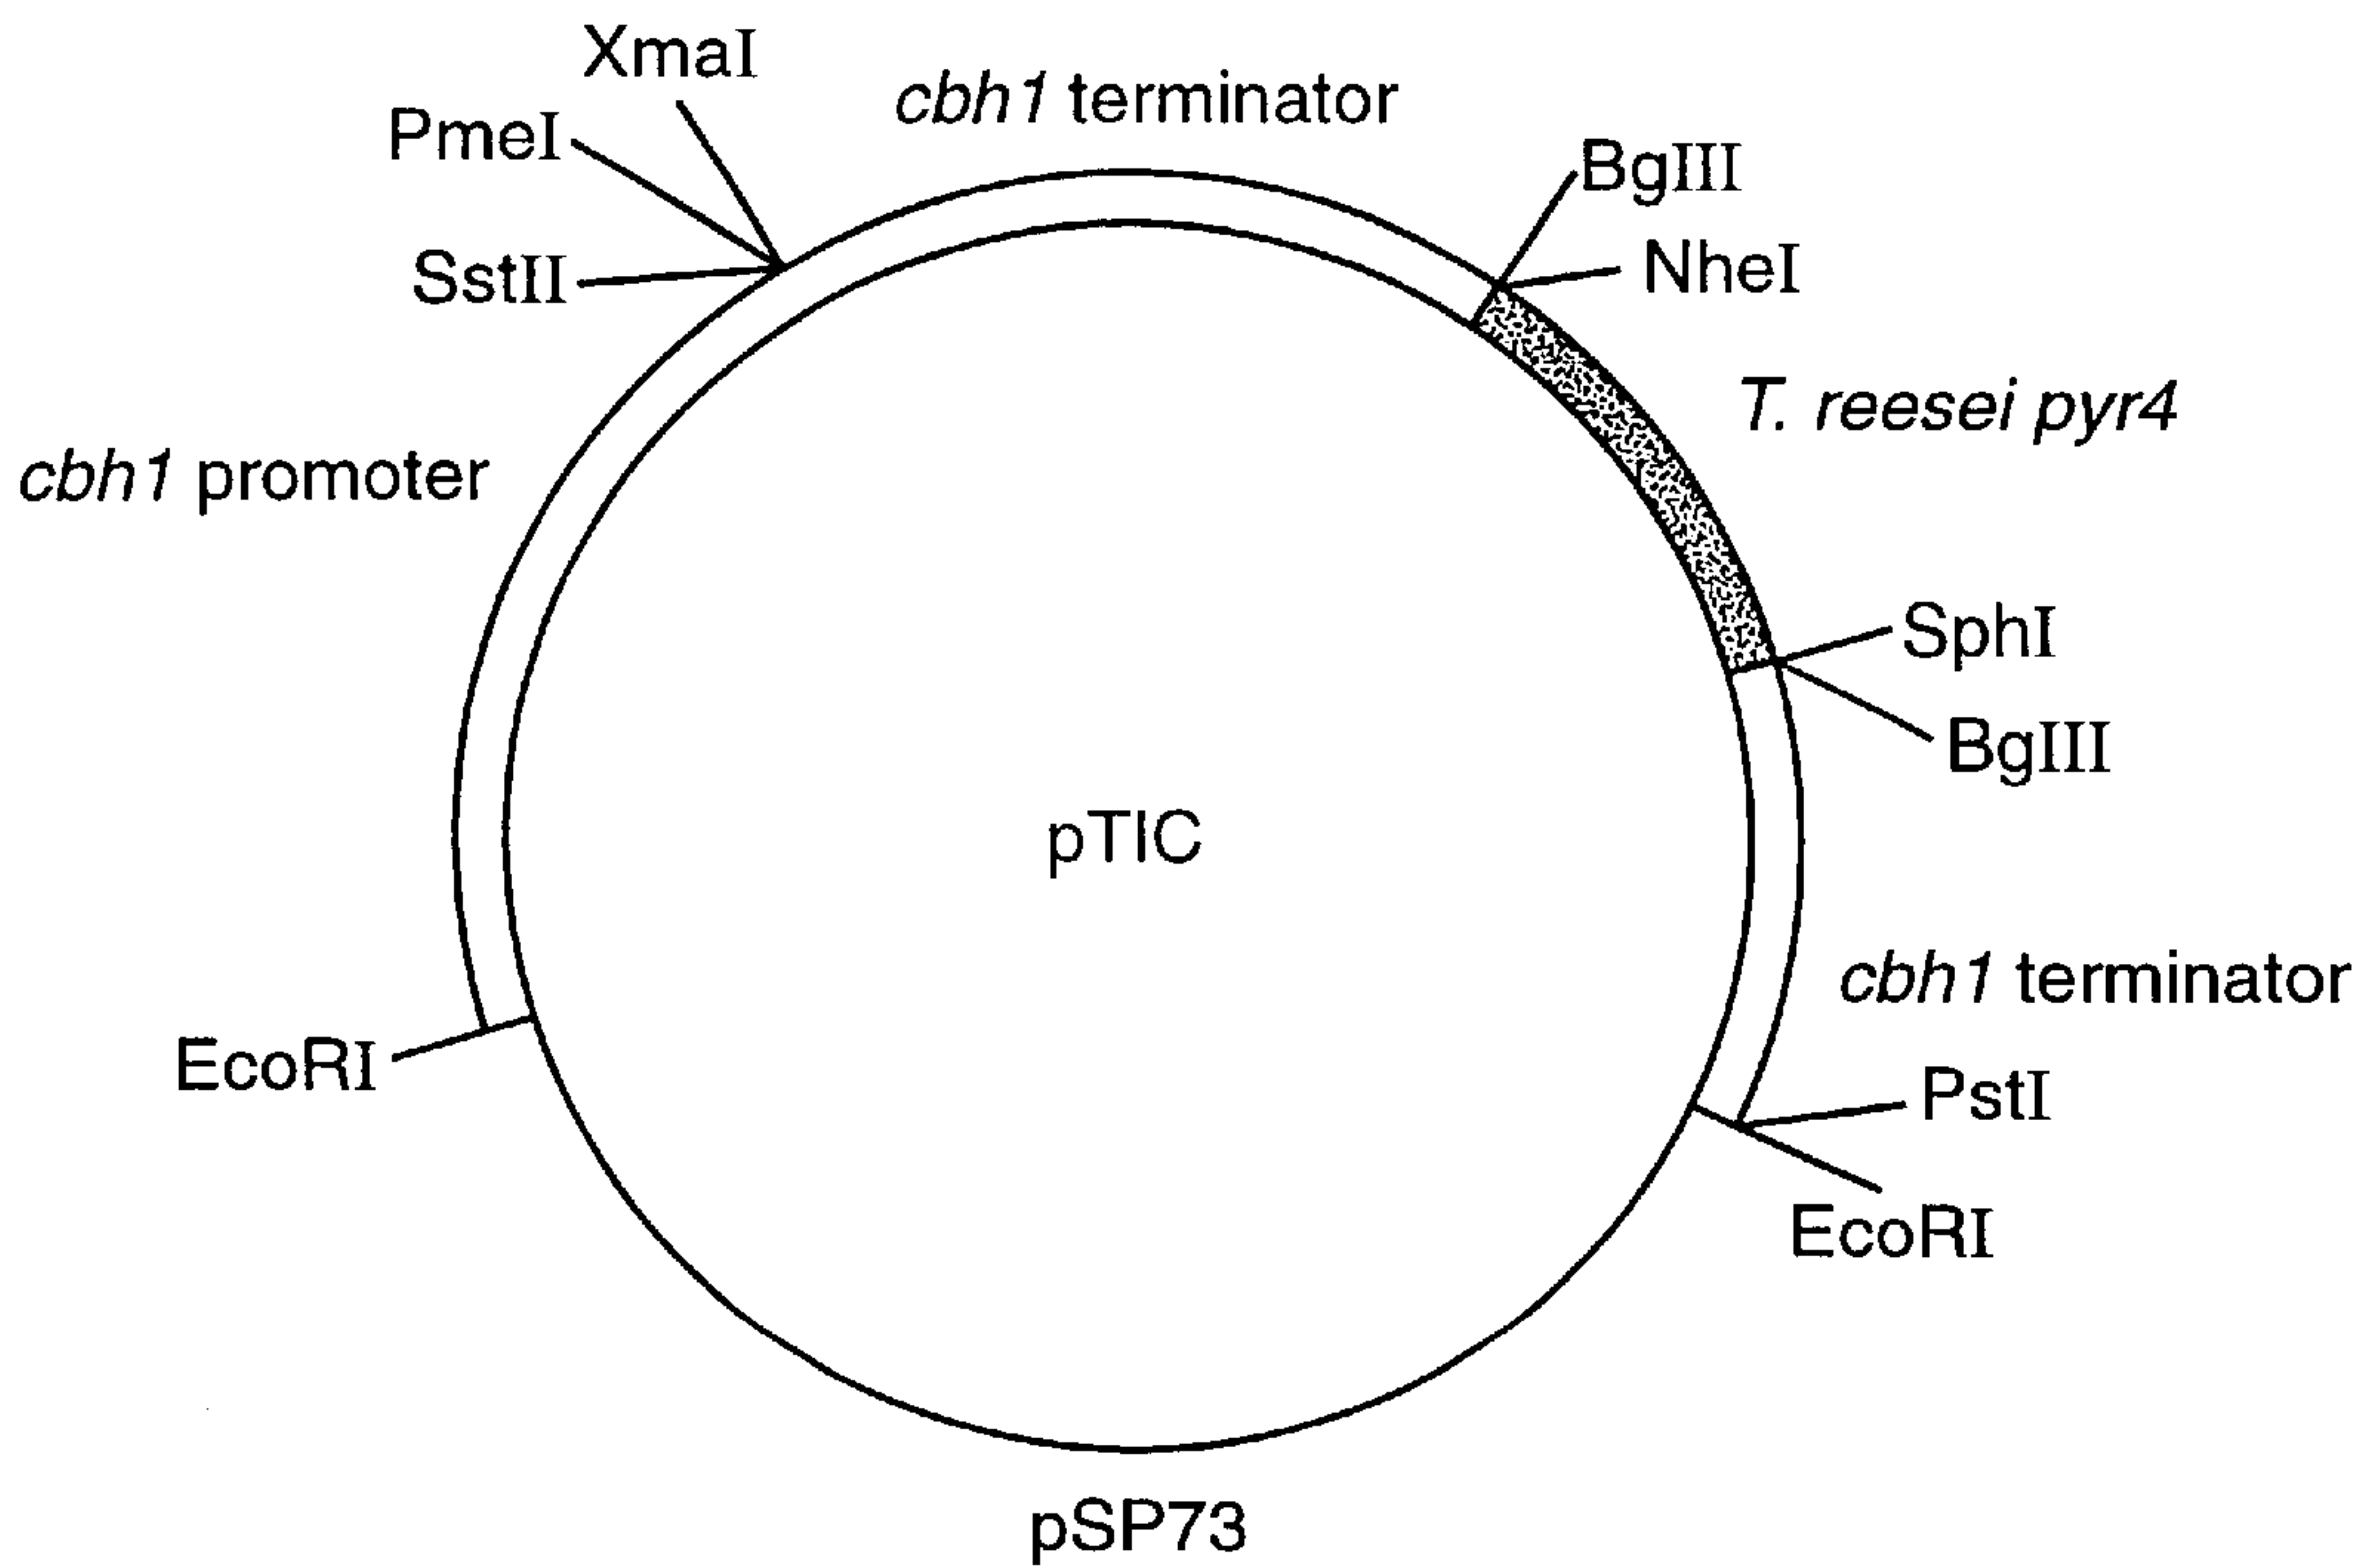 XmaI
cbh1 terminator
PmeI
BglII
SstII
NheI
T. reesei pyr4
cbh1 promoter
SphI
BglII
pTIC
cbh1 terminator
EcoRI
PstI
EcoRI
pSP73